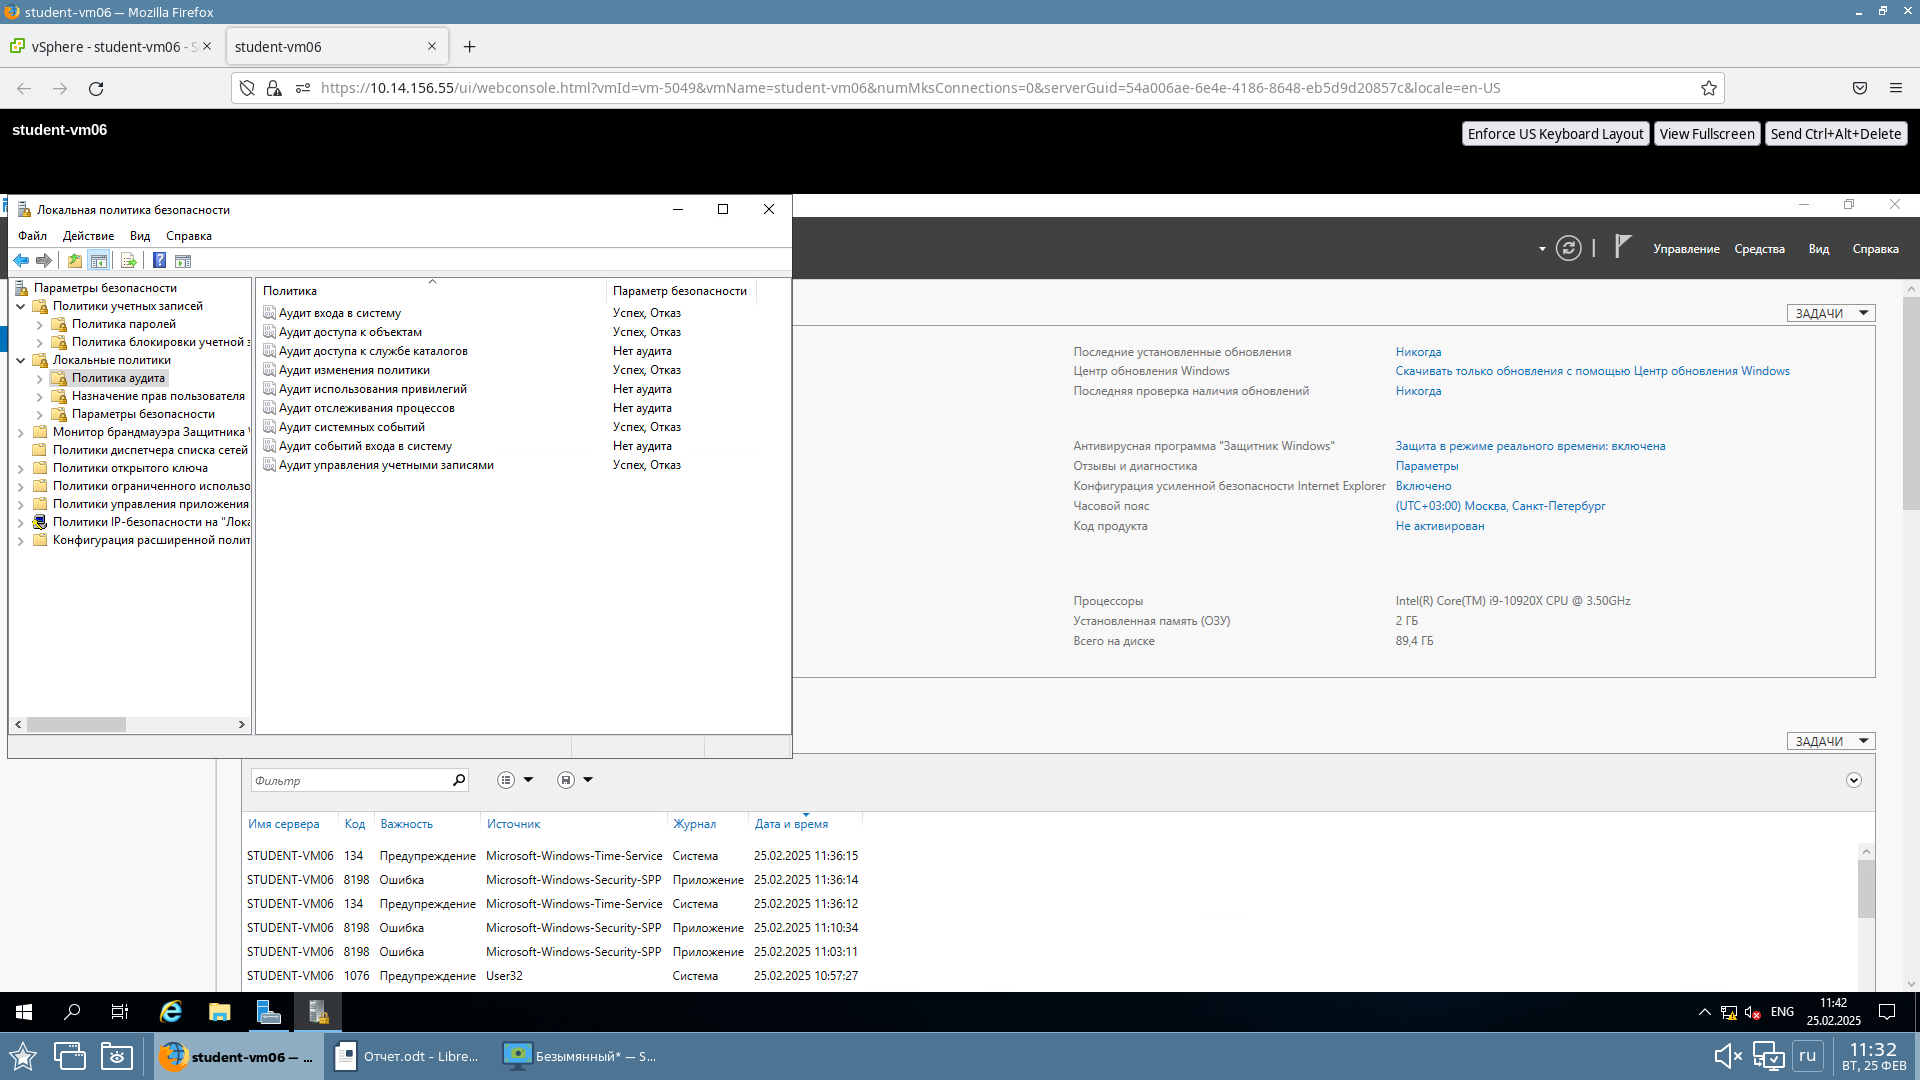 student-vm06 — Mozilla Firefox
vSphere - student-vm06 - S
student-vm06
https://10.14.156.55/ui/webconsole.html?vmId=vm-5049&vmName=student-vm06&numMksConnections=0&serverGuid=54a006ae-6e4e-4186-8648-eb5d9d20857c&locale=en-US
student-vm06
Enforce US Keyboard Layout
View Fullscreen
Send Ctrl+Alt+Delete
Локальная политика безопасности
Файл Действие Вид Справка
Управление Средства Вид Справка
Параметры безопасности
Политики учетных записей
Политика паролей
Политика блокировки учетной з
Локальные политики
Политика аудита
Назначение прав пользователя
Параметры безопасности
Монитор брандмауэра Защитника
Политики диспетчера списка сетей
Политики открытого ключа
Политики ограниченного использо
Политики управления приложения
Политики IP-безопасности на "Лока
Конфигурация расширенной полит
Политика Параметр безопасности
Аудит входа в систему Успех, Отказ
Аудит доступа к объектам Успех, Отказ
Аудит доступа к службе каталогов Нет аудита
Аудит изменения политики Успех, Отказ
Аудит использования привилегий Нет аудита
Аудит отслеживания процессов Нет аудита
Аудит системных событий Успех, Отказ
Аудит событий входа в систему Нет аудита
Аудит управления учетными записями Успех, Отказ
ЗАДАЧИ
Последние установленные обновления Никогда
Центр обновления Windows Скачивать только обновления с помощью Центр обновления Windows
Последняя проверка наличия обновлений Никогда
Антивирусная программа "Защитник Windows" Защита в режиме реального времени: включена
Отзывы и диагностика Параметры
Конфигурация усиленной безопасности Internet Explorer Включено
Часовой пояс (UTC+03:00) Москва, Санкт-Петербург
Код продукта Не активирован
Процессоры Intel(R) Core(TM) i9-10920X CPU @ 3.50GHz
Установленная память (ОЗУ) 2 ГБ
Всего на диске 89,4 ГБ
ЗАДАЧИ
Фильтр
Имя сервера Код Важность Источник Журнал Дата и время
STUDENT-VM06 134 Предупреждение Microsoft-Windows-Time-Service Система 25.02.2025 11:36:15
STUDENT-VM06 8198 Ошибка Microsoft-Windows-Security-SPP Приложение 25.02.2025 11:36:14
STUDENT-VM06 134 Предупреждение Microsoft-Windows-Time-Service Система 25.02.2025 11:36:12
STUDENT-VM06 8198 Ошибка Microsoft-Windows-Security-SPP Приложение 25.02.2025 11:10:34
STUDENT-VM06 8198 Ошибка Microsoft-Windows-Security-SPP Приложение 25.02.2025 11:03:11
STUDENT-VM06 1076 Предупреждение User32 Система 25.02.2025 10:57:27
ENG
11:42
25.02.2025
student-vm06 — ...
Отчет.odt - Libre...
Безымянный* — S...
ru
11:32
ВТ, 25 ФЕВ